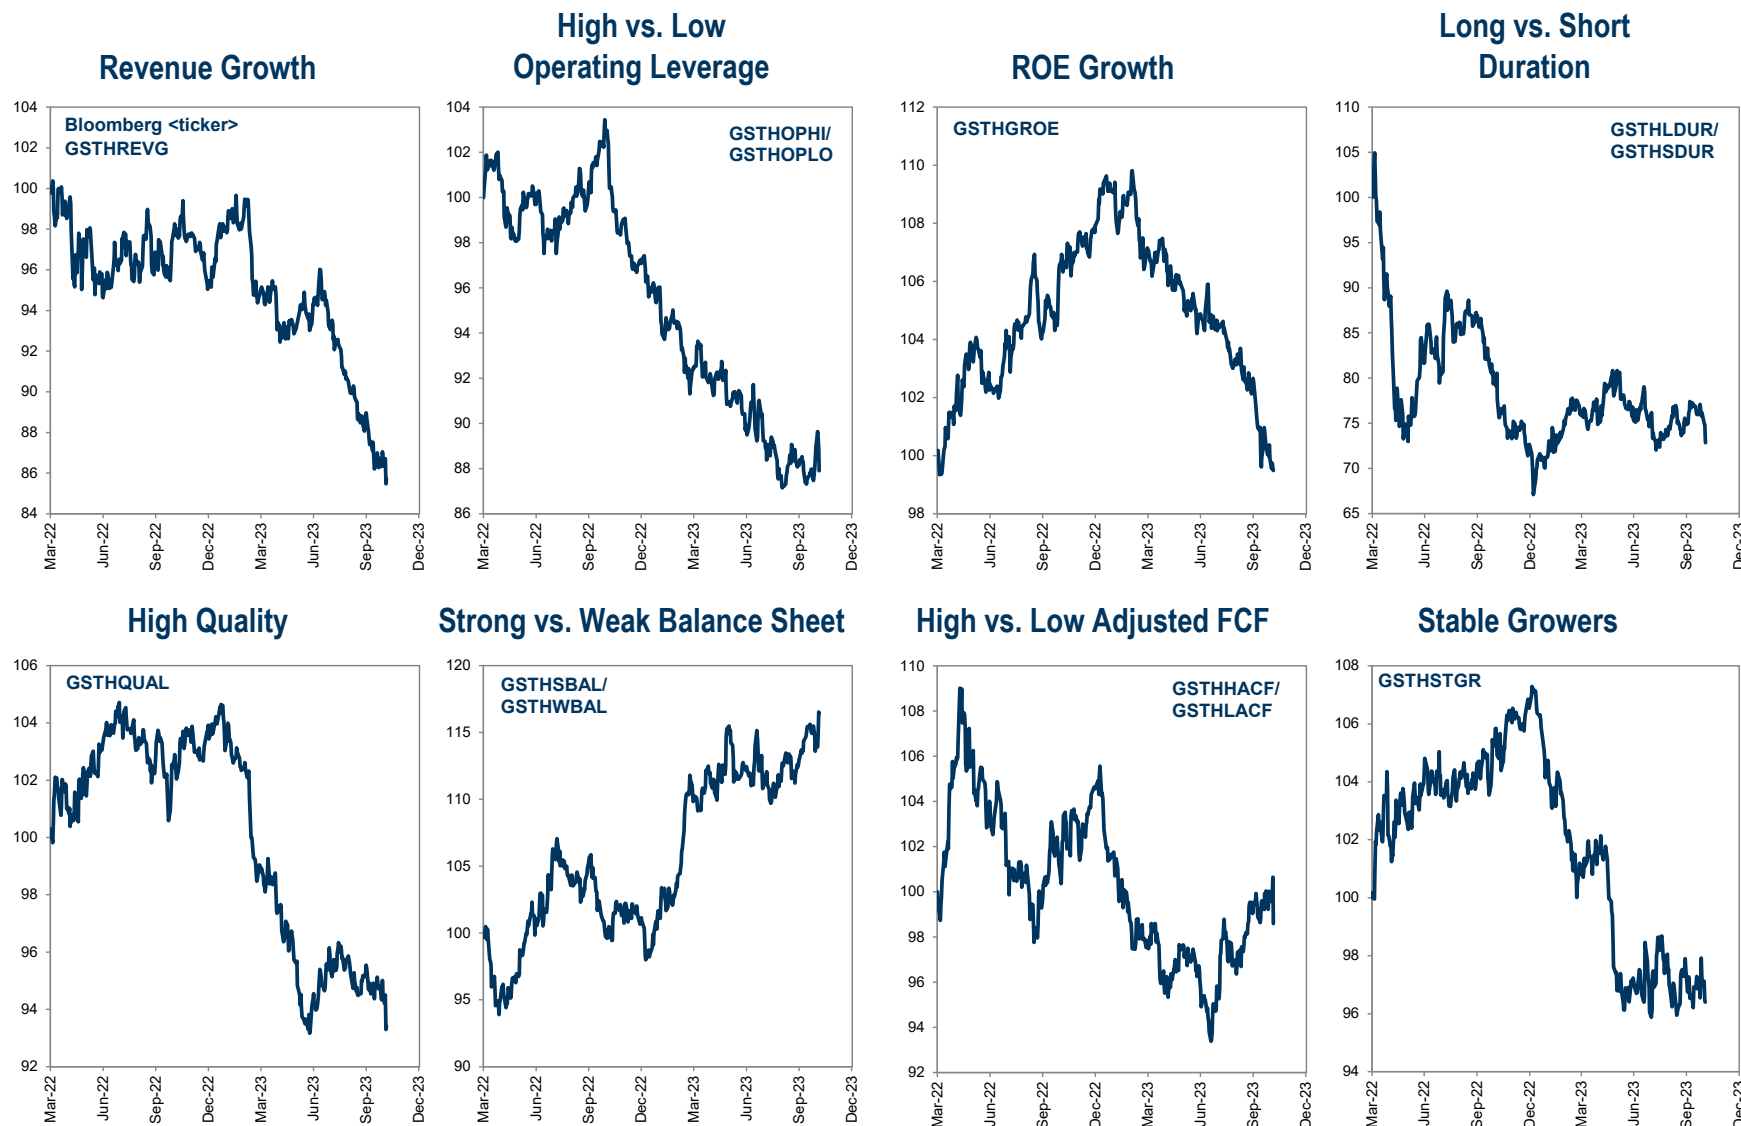 Revenue Growth
Bloomberg <ticker>
GSTHREVG
104
102
100
98
96
94
92
90
88
86
84
Mar-22
Jun-22
Sep-22
Dec-22
Mar-23
Jun-23
Sep-23
Dec-23
High vs. Low
Operating Leverage
GSTHOPHI/
GSTHOPLO
104
102
100
98
96
94
92
90
88
86
Mar-22
Jun-22
Sep-22
Dec-22
Mar-23
Jun-23
Sep-23
Dec-23
ROE Growth
GSTHGROE
112
110
108
106
104
102
100
98
Mar-22
Jun-22
Sep-22
Dec-22
Mar-23
Jun-23
Sep-23
Dec-23
Long vs. Short
Duration
GSTHLDUR/
GSTHSDUR
110
105
100
95
90
85
80
75
70
65
Mar-22
Jun-22
Sep-22
Dec-22
Mar-23
Jun-23
Sep-23
Dec-23
High Quality
GSTHQUAL
106
104
102
100
98
96
94
92
Mar-22
Jun-22
Sep-22
Dec-22
Mar-23
Jun-23
Sep-23
Dec-23
Strong vs. Weak Balance Sheet
GSTHSBAL/
GSTHWBAL
120
115
110
105
100
95
90
Mar-22
Jun-22
Sep-22
Dec-22
Mar-23
Jun-23
Sep-23
Dec-23
High vs. Low Adjusted FCF
GSTHHACF/
GSTHLACF
110
108
106
104
102
100
98
96
94
92
Mar-22
Jun-22
Sep-22
Dec-22
Mar-23
Jun-23
Sep-23
Dec-23
Stable Growers
GSTHSTGR
108
106
104
102
100
98
96
94
Mar-22
Jun-22
Sep-22
Dec-22
Mar-23
Jun-23
Sep-23
Dec-23